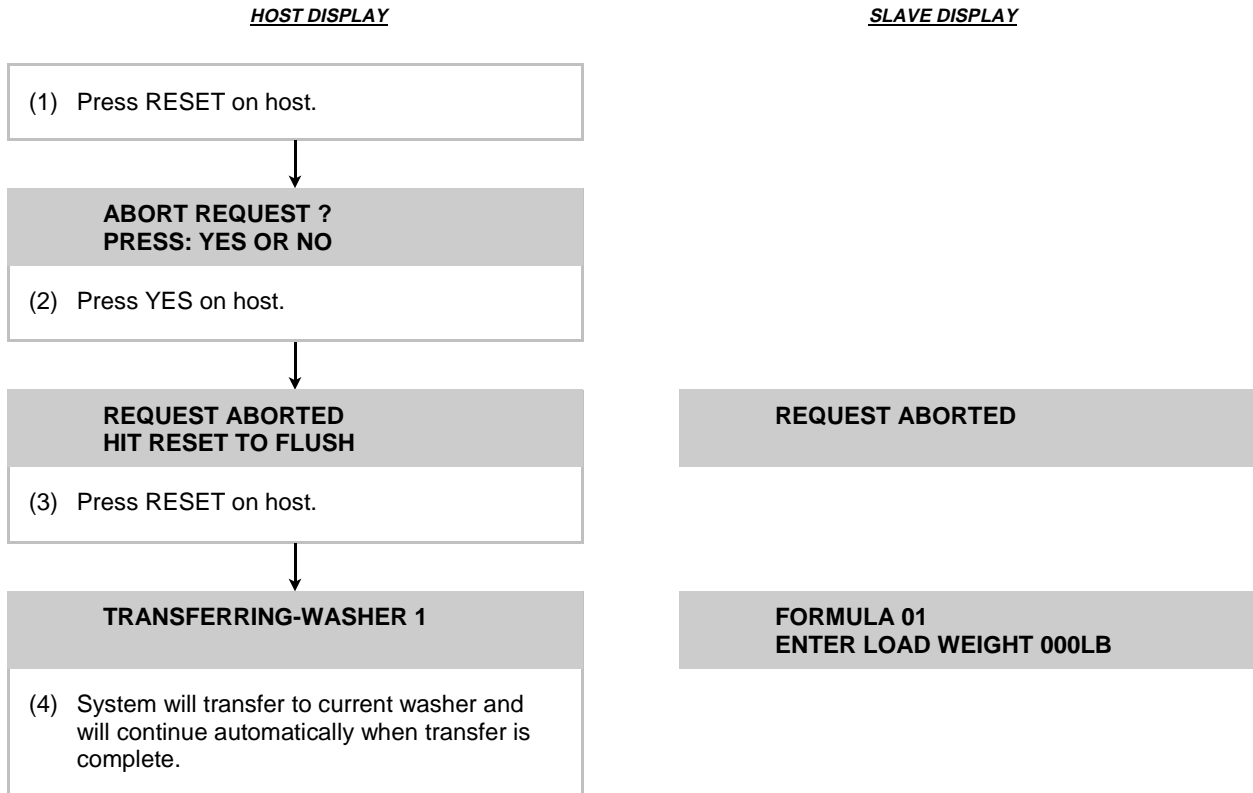 HOST DISPLAY
SLAVE DISPLAY
(1) Press RESET on host.
ABORT REQUEST ?
PRESS: YES OR NO
(2) Press YES on host.
REQUEST ABORTED
HIT RESET TO FLUSH
REQUEST ABORTED
(3) Press RESET on host.
TRANSFERRING-WASHER 1
FORMULA 01
ENTER LOAD WEIGHT 000LB
(4) System will transfer to current washer and
will continue automatically when transfer is
complete.